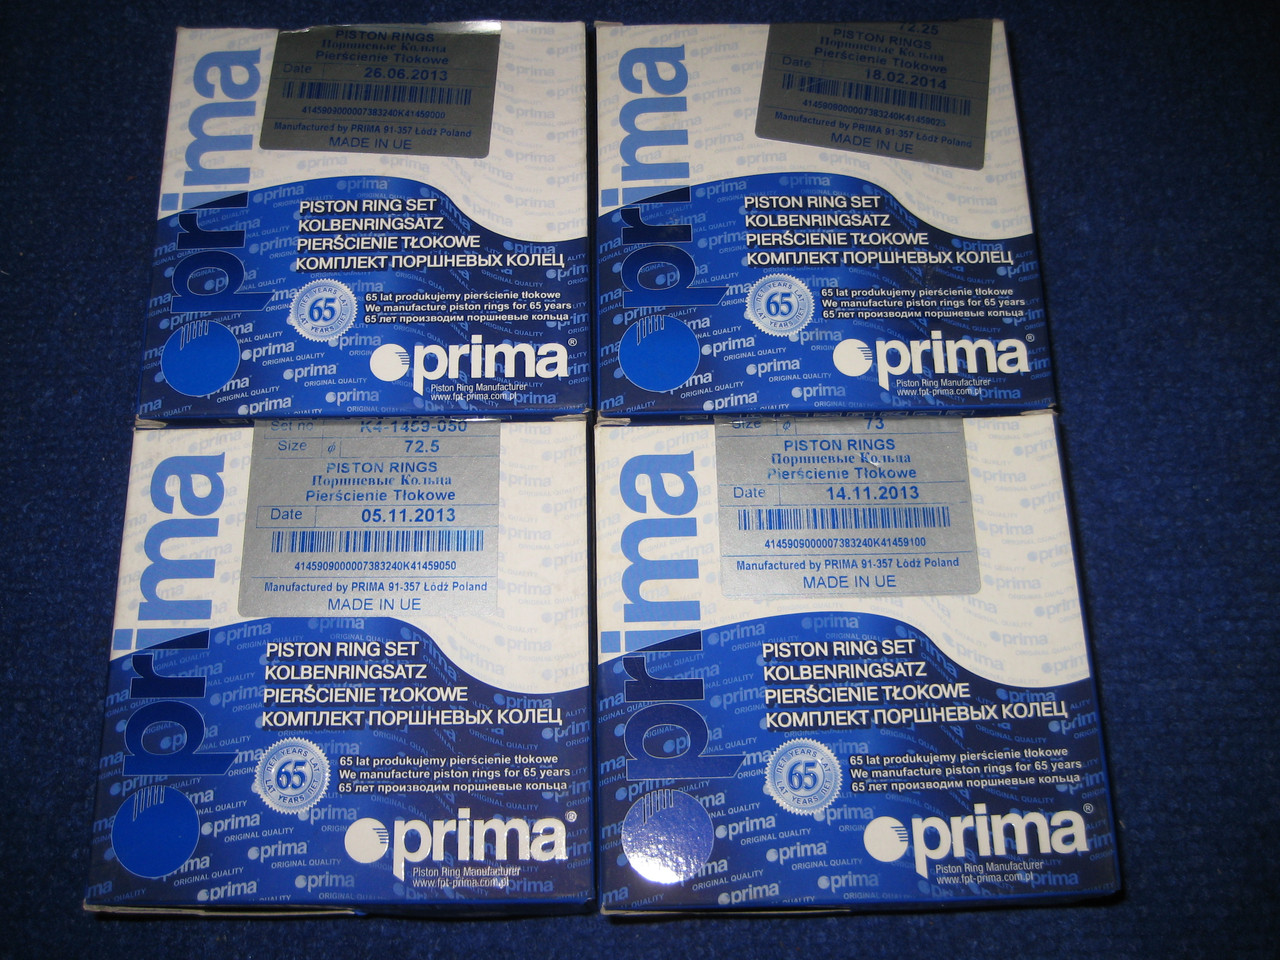 prima
PISTON RINGS
Поршневые Кольца
Pierścienie Tłokowe
Date 26.06.2013
4145909000007383240K41459000
Manufactured by PRIMA 91-357 Łódź Poland
MADE IN UE
PISTON RING SET
KOLBENRINGSATZ
PIERŚCIENIE TŁOKOWE
КОМПЛЕКТ ПОРШНЕВЫХ КОЛЕЦ
65
65 lat produkujemy pierścienie tłokowe
We manufacture piston rings for 65 years
65 лет производим поршневые кольца
prima®
Piston Ring Manufacturer
www.fpt-prima.com.pl
prima
72.25
PISTON RINGS
Поршневые Кольца
Pierścienie Tłokowe
Date 18.02.2014
4145909000007383240K41459025
Manufactured by PRIMA 91-357 Łódź Poland
MADE IN UE
PISTON RING SET
KOLBENRINGSATZ
PIERŚCIENIE TŁOKOWE
КОМПЛЕКТ ПОРШНЕВЫХ КОЛЕЦ
65
65 lat produkujemy pierścienie tłokowe
We manufacture piston rings for 65 years
65 лет производим поршневые кольца
prima®
Piston Ring Manufacturer
www.fpt-prima.com.pl
prima
Set no K4-1459-050
Size ϕ 72.5
PISTON RINGS
Поршневые Кольца
Pierścienie Tłokowe
Date 05.11.2013
4145909000007383240K41459050
Manufactured by PRIMA 91-357 Łódź Poland
MADE IN UE
PISTON RING SET
KOLBENRINGSATZ
PIERŚCIENIE TŁOKOWE
КОМПЛЕКТ ПОРШНЕВЫХ КОЛЕЦ
65
65 lat produkujemy pierścienie tłokowe
We manufacture piston rings for 65 years
65 лет производим поршневые кольца
prima®
Piston Ring Manufacturer
www.fpt-prima.com.pl
prima
Size ϕ 73
PISTON RINGS
Поршневые Кольца
Pierścienie Tłokowe
Date 14.11.2013
4145909000007383240K41459100
Manufactured by PRIMA 91-357 Łódź Poland
MADE IN UE
PISTON RING SET
KOLBENRINGSATZ
PIERŚCIENIE TŁOKOWE
КОМПЛЕКТ ПОРШНЕВЫХ КОЛЕЦ
65
65 lat produkujemy pierścienie tłokowe
We manufacture piston rings for 65 years
65 лет производим поршневые кольца
prima®
Piston Ring Manufacturer
www.fpt-prima.com.pl